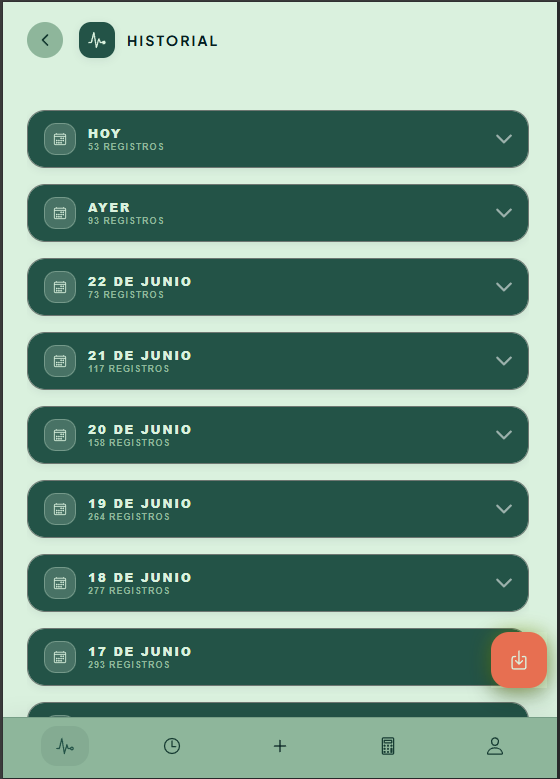 HISTORIAL
HOY
53 REGISTROS
AYER
93 REGISTROS
22 DE JUNIO
73 REGISTROS
21 DE JUNIO
117 REGISTROS
20 DE JUNIO
158 REGISTROS
19 DE JUNIO
264 REGISTROS
18 DE JUNIO
277 REGISTROS
17 DE JUNIO
293 REGISTROS